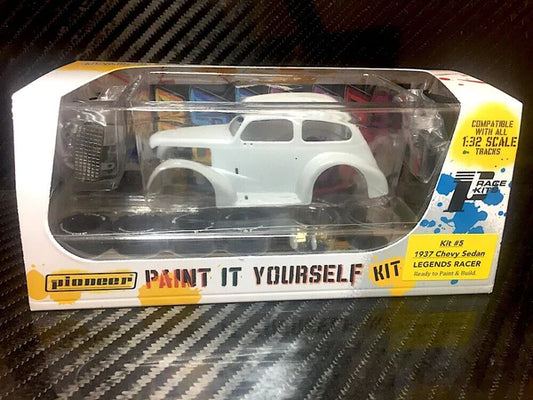 COMPATIBLE
WITH ALL
1:32 SCALE
TRACKS
RACE
KITS
Kit #5
1937 Chevy Sedan
LEGENDS RACER
Ready to Paint & Build
pioneer
PAINT IT YOURSELF KIT